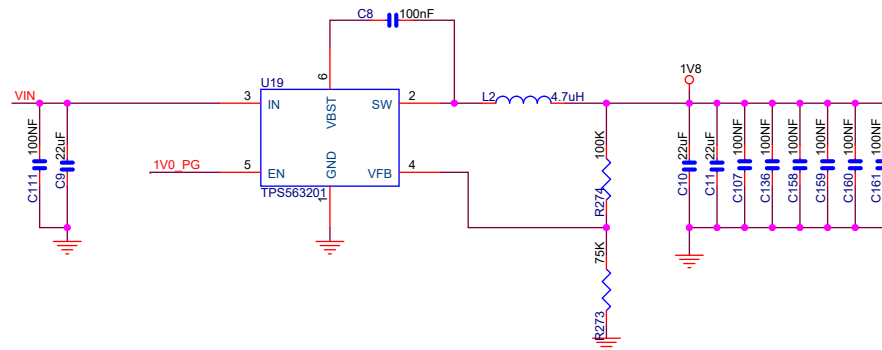 C8 100nF
1V8
U19
6
VIN
3 IN VBST SW 2
L2 4.7uH
100NF
22uF
C111
C9
1V0_PG
5 EN GND VFB 4
TPS563201
1
100K
R274
75K
R273
22uF
22uF
100NF
100NF
100NF
100NF
100NF
100NF
C10
C11
C107
C136
C158
C159
C160
C161